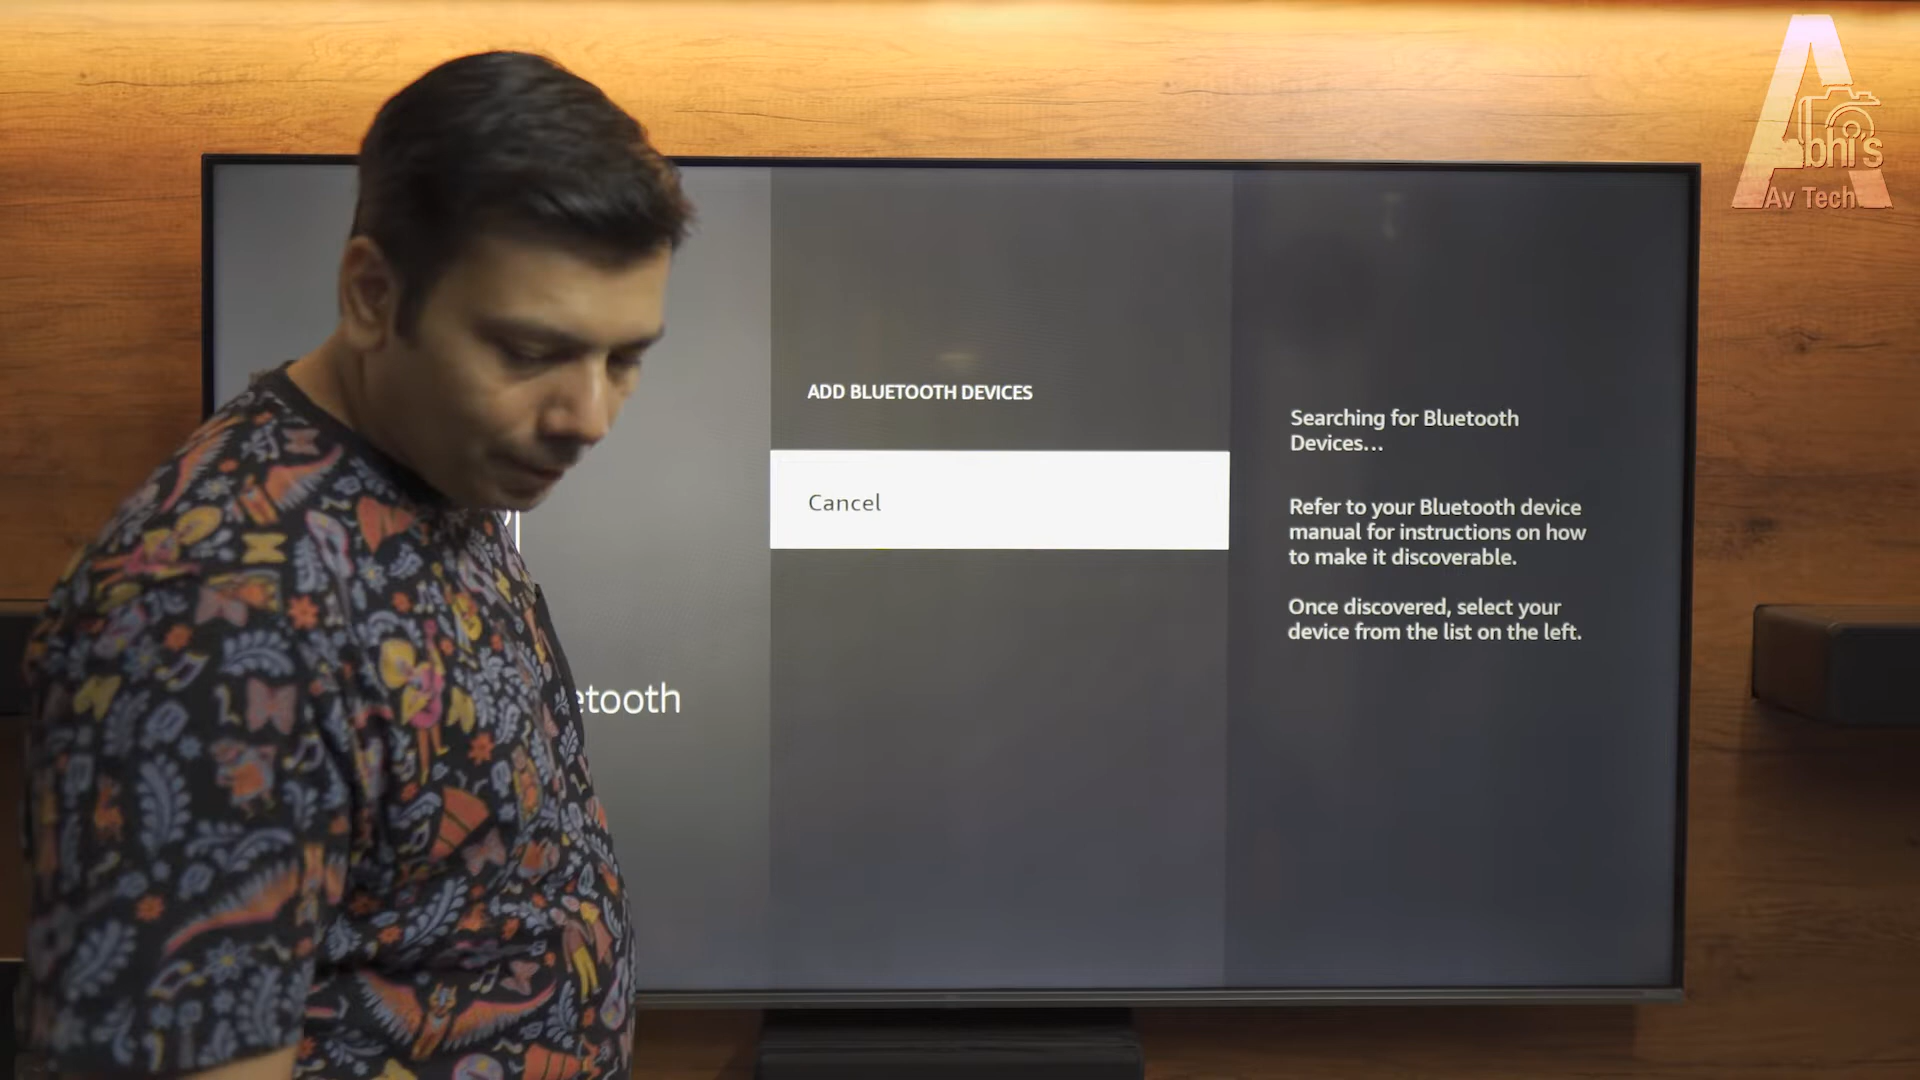 Abhi's
Av Tech
ADD BLUETOOTH DEVICES
Cancel
etooth
Searching for Bluetooth
Devices...
Refer to your Bluetooth device
manual for instructions on how
to make it discoverable.
Once discovered, select your
device from the list on the left.